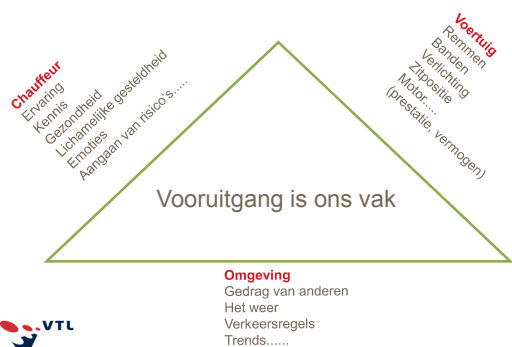 Chauffeur
Ervaring
Kennis
Gezondheid
Lichamelijke gesteldheid
Emoties
Aangaan van risico's.....
Voertuig
Remmen
Banden
Verlichting
Zitpositie
Motor.....
(prestatie, vermogen)
Vooruitgang is ons vak
Omgeving
Gedrag van anderen
Het weer
Verkeersregels
Trends......
VTL